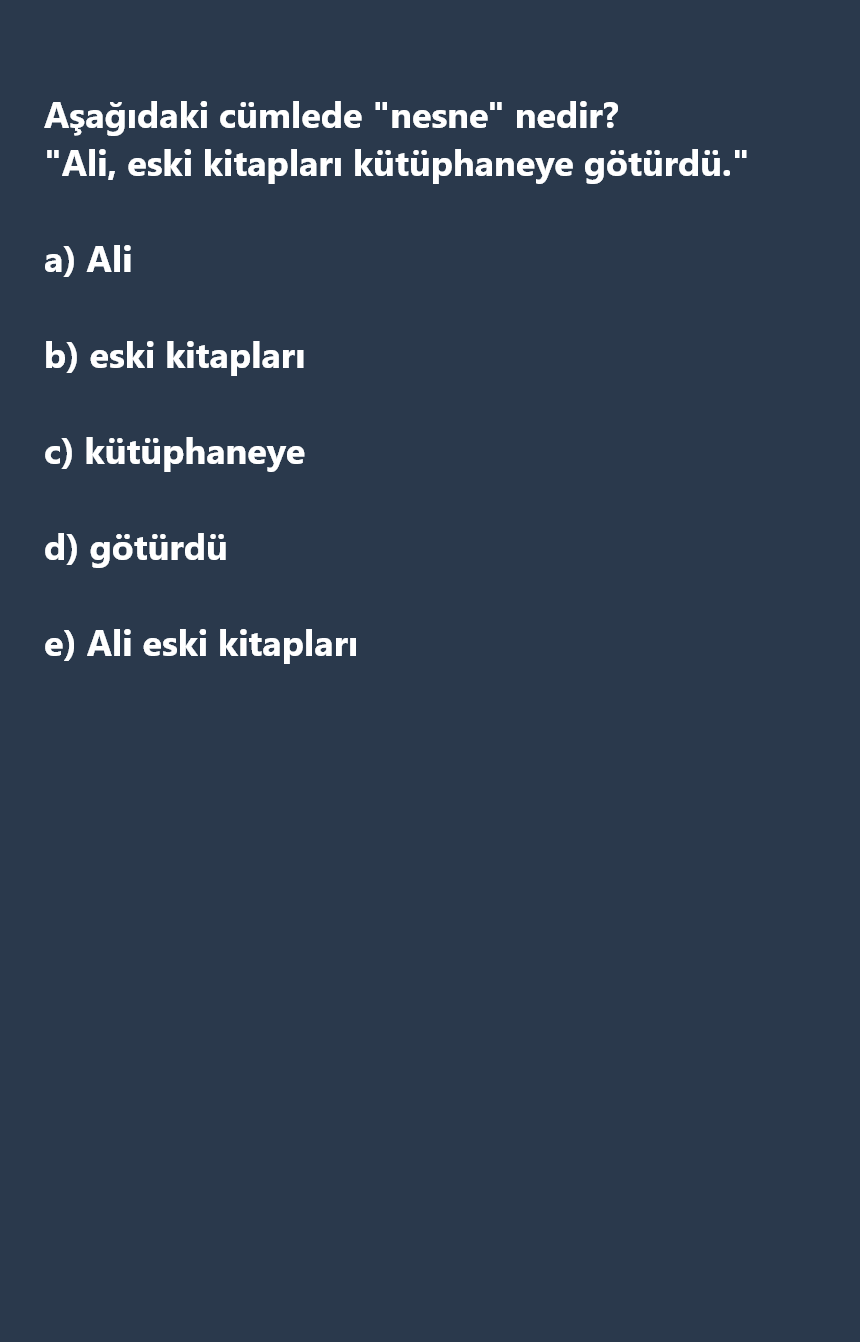 Aşağıdaki cümlede "nesne" nedir?
"Ali, eski kitapları kütüphaneye götürdü."
a) Ali
b) eski kitapları
c) kütüphaneye
d) götürdü
e) Ali eski kitapları